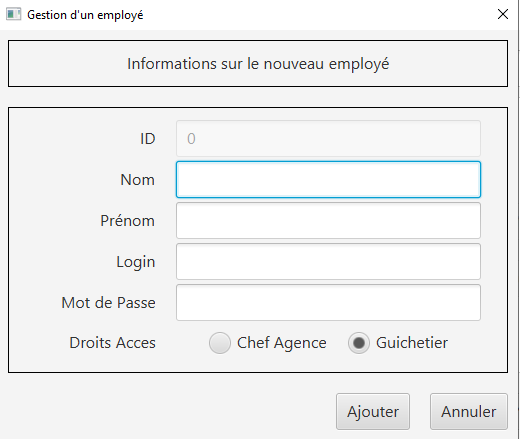 Gestion d'un employé
Informations sur le nouveau employé
ID 0
Nom
Prénom
Login
Mot de Passe
Droits Acces Chef Agence Guichetier
Ajouter Annuler